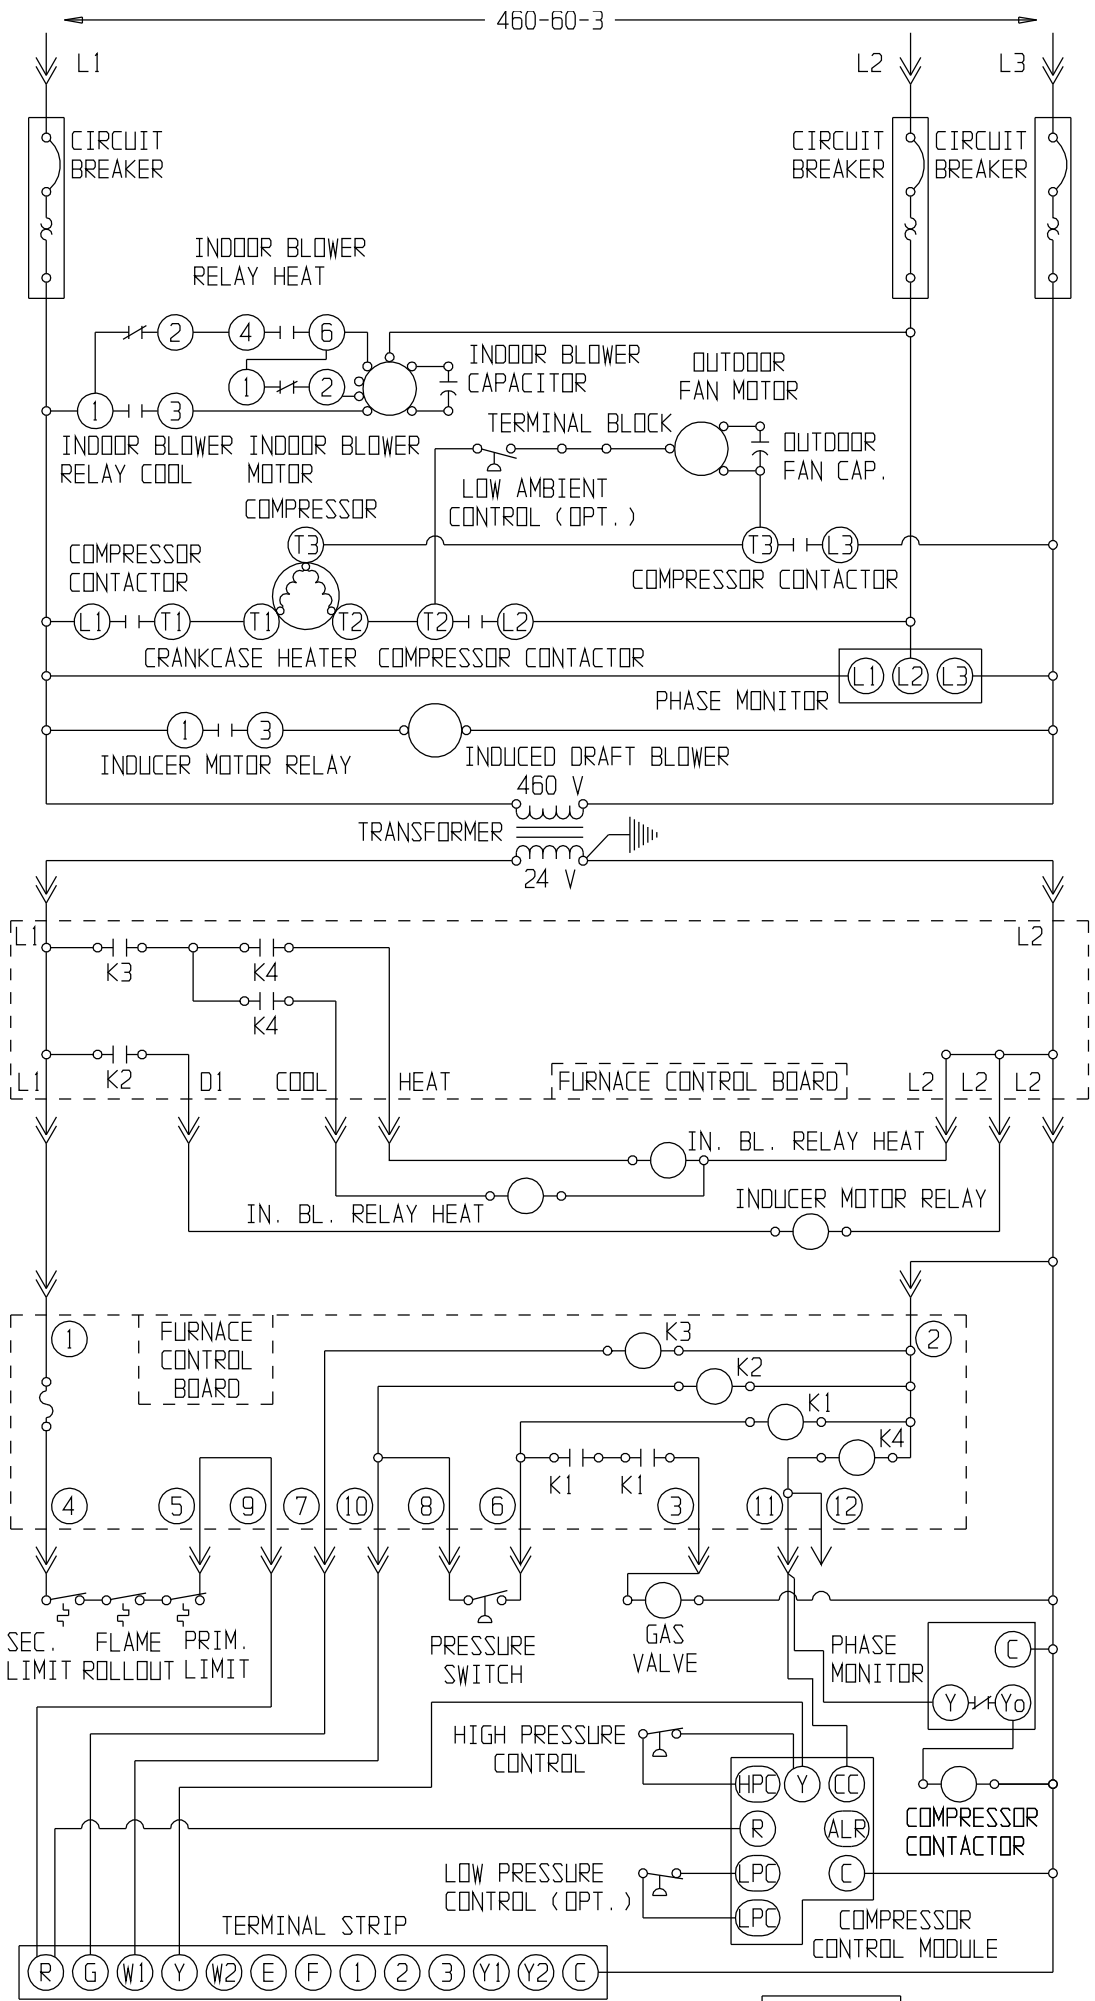 460-60-3
L1
L2
L3
CIRCUIT
BREAKER
CIRCUIT
BREAKER
CIRCUIT
BREAKER
INDOOR BLOWER
RELAY HEAT
2
4
6
1
2
1
3
INDOOR BLOWER
CAPACITOR
OUTDOOR
FAN MOTOR
INDOOR BLOWER
RELAY COOL
INDOOR BLOWER
MOTOR
TERMINAL BLOCK
OUTDOOR
FAN CAP.
LOW AMBIENT
CONTROL (OPT.)
COMPRESSOR
T3
T3
L3
COMPRESSOR
CONTACTOR
COMPRESSOR CONTACTOR
L1
T1
T1
T2
T2
L2
CRANKCASE HEATER
COMPRESSOR CONTACTOR
L1
L2
L3
PHASE MONITOR
1
3
INDUCER MOTOR RELAY
INDUCED DRAFT BLOWER
460 V
TRANSFORMER
24 V
L1
L2
K3
K4
K4
K2
L1
D1
COOL
HEAT
FURNACE CONTROL BOARD
L2
L2
L2
IN. BL. RELAY HEAT
IN. BL. RELAY HEAT
INDUCER MOTOR RELAY
1
FURNACE
CONTROL
BOARD
K3
2
K2
K1
K4
K1
K1
4
5
9
7
10
8
6
3
11
12
SEC.
LIMIT
FLAME
ROLLOUT
PRIM.
LIMIT
PRESSURE
SWITCH
GAS
VALVE
PHASE
MONITOR
C
Y
Yo
HIGH PRESSURE
CONTROL
HPC
Y
CC
COMPRESSOR
CONTACTOR
R
ALR
LOW PRESSURE
CONTROL (OPT.)
LPC
C
LPC
COMPRESSOR
CONTROL MODULE
TERMINAL STRIP
R
G
W1
Y
W2
E
F
1
2
3
Y1
Y2
C